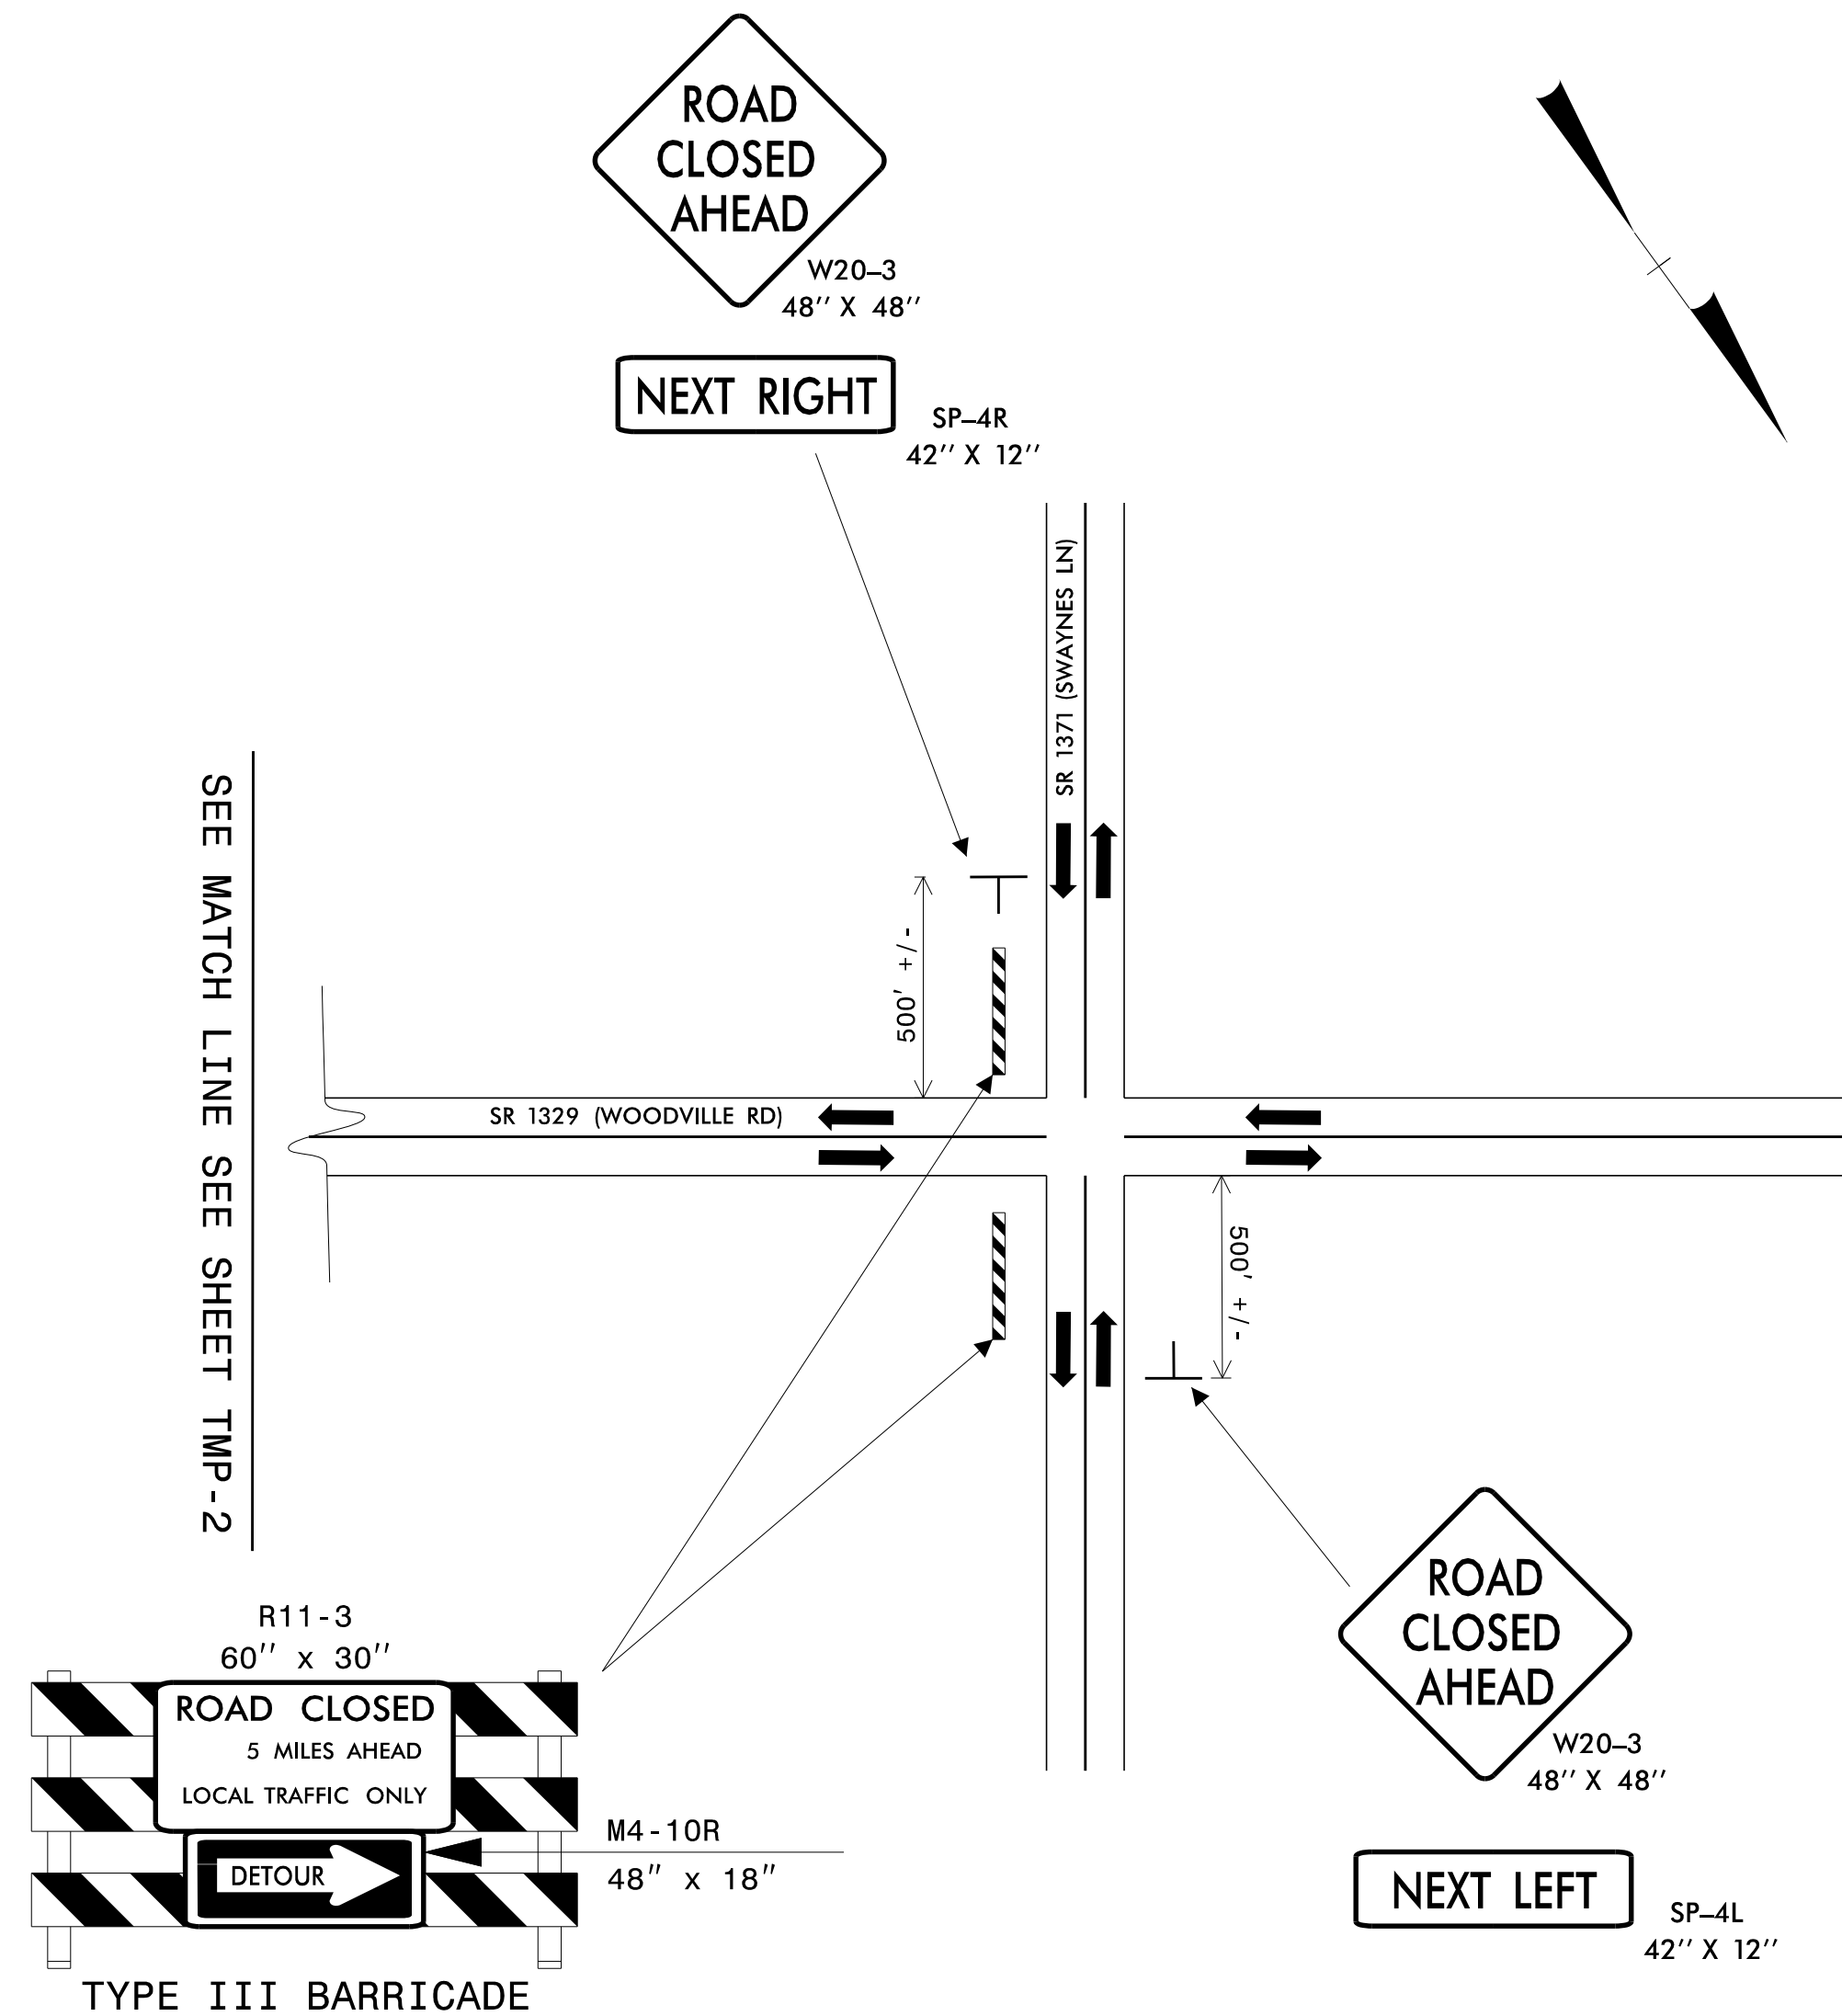 ROAD
CLOSED
AHEAD
W20-3
48" X 48"
NEXT RIGHT
SP-4R
42" X 12"
SR 1371 (SWAYNES LN)
500' +/-
SEE MATCH LINE SEE SHEET TMP-2
SR 1329 (WOODVILLE RD)
500' +/-
R11-3
60" x 30"
ROAD CLOSED
5 MILES AHEAD
LOCAL TRAFFIC ONLY
DETOUR
M4-10R
48" x 18"
TYPE III BARRICADE
ROAD
CLOSED
AHEAD
W20-3
48" X 48"
NEXT LEFT
SP-4L
42" X 12"